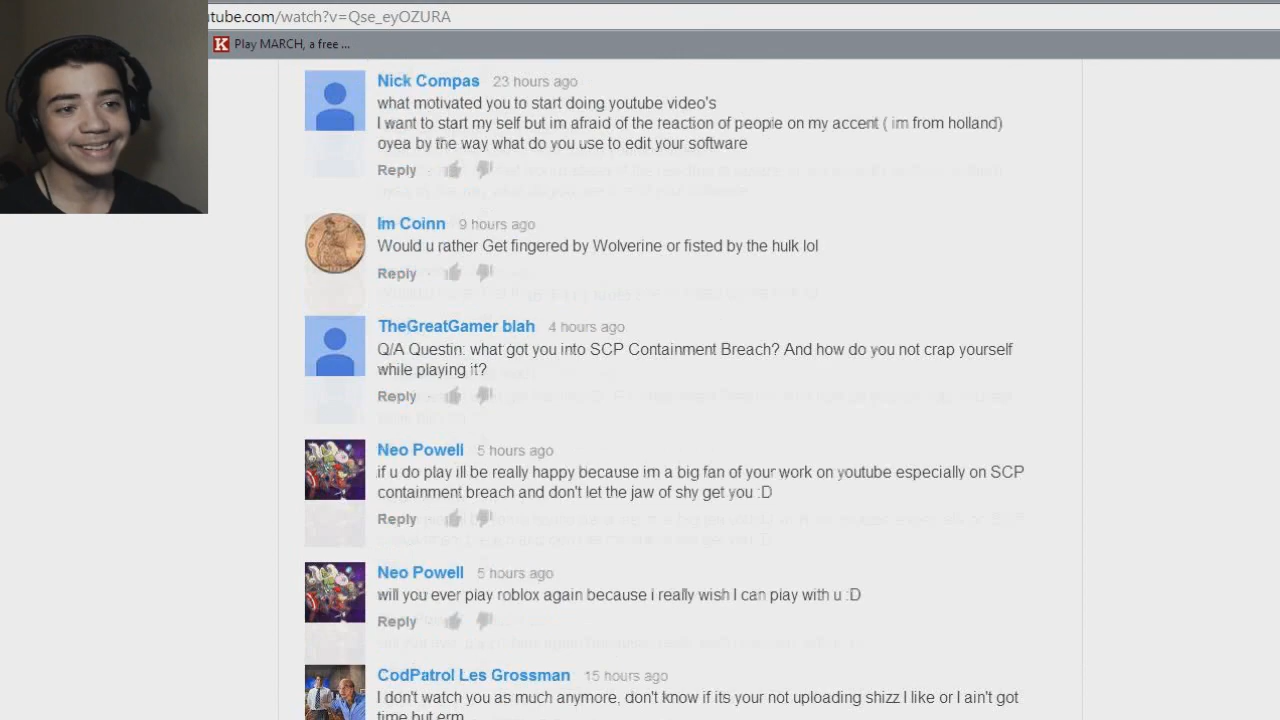 tube.com/watch?v=Qse_eyOZURA
K Play MARCH, a free ...
Nick Compas 23 hours ago
what motivated you to start doing youtube video's
I want to start my self but im afraid of the reaction of people on my accent ( im from holland)
oyea by the way what do you use to edit your software
Reply
Im Coinn 9 hours ago
Would u rather Get fingered by Wolverine or fisted by the hulk lol
Reply ·
TheGreatGamer blah 4 hours ago
Q/A Questin: what got you into SCP Containment Breach? And how do you not crap yourself
while playing it?
Reply ·
Neo Powell 5 hours ago
if u do play ill be really happy because im a big fan of your work on youtube especially on SCP
containment breach and don't let the jaw of shy get you :D
Reply
Neo Powell 5 hours ago
will you ever play roblox again because i really wish I can play with u :D
Reply ·
CodPatrol Les Grossman 15 hours ago
I don't watch you as much anymore, don't know if its your not uploading shizz I like or I ain't got
time but erm